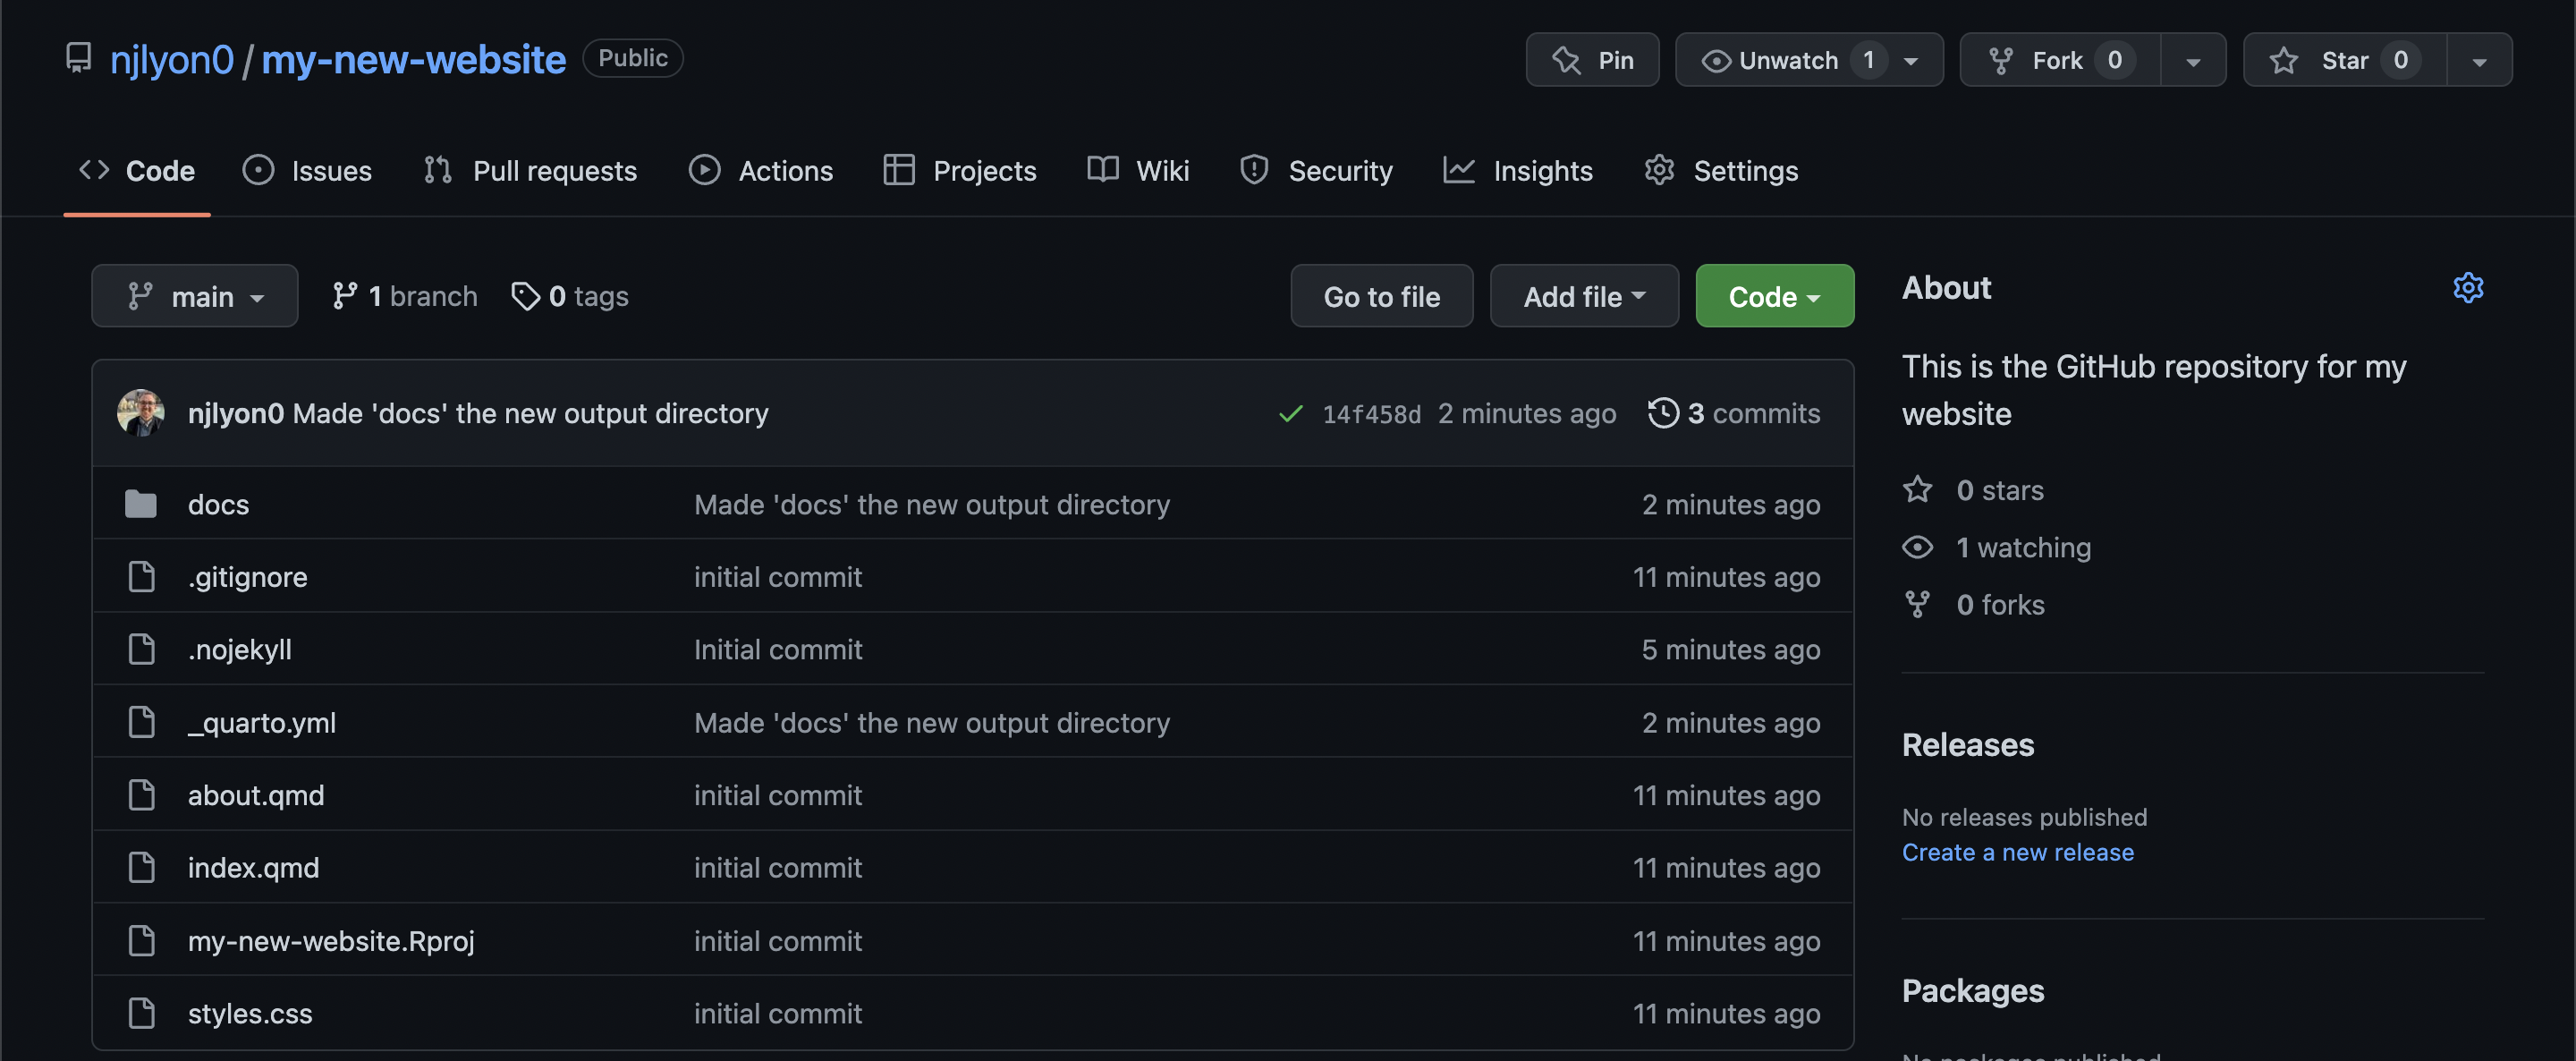 njlyon0 / my-new-website Public Pin Unwatch 1 Fork 0 Star 0
Code Issues Pull requests Actions Projects Wiki Security Insights Settings
main 1 branch 0 tags Go to file Add file Code
njlyon0 Made 'docs' the new output directory 14f458d 2 minutes ago 3 commits
docs Made 'docs' the new output directory 2 minutes ago
.gitignore initial commit 11 minutes ago
.nojekyll Initial commit 5 minutes ago
_quarto.yml Made 'docs' the new output directory 2 minutes ago
about.qmd initial commit 11 minutes ago
index.qmd initial commit 11 minutes ago
my-new-website.Rproj initial commit 11 minutes ago
styles.css initial commit 11 minutes ago
About
This is the GitHub repository for my
website
0 stars
1 watching
0 forks
Releases
No releases published
Create a new release
Packages
No packages published